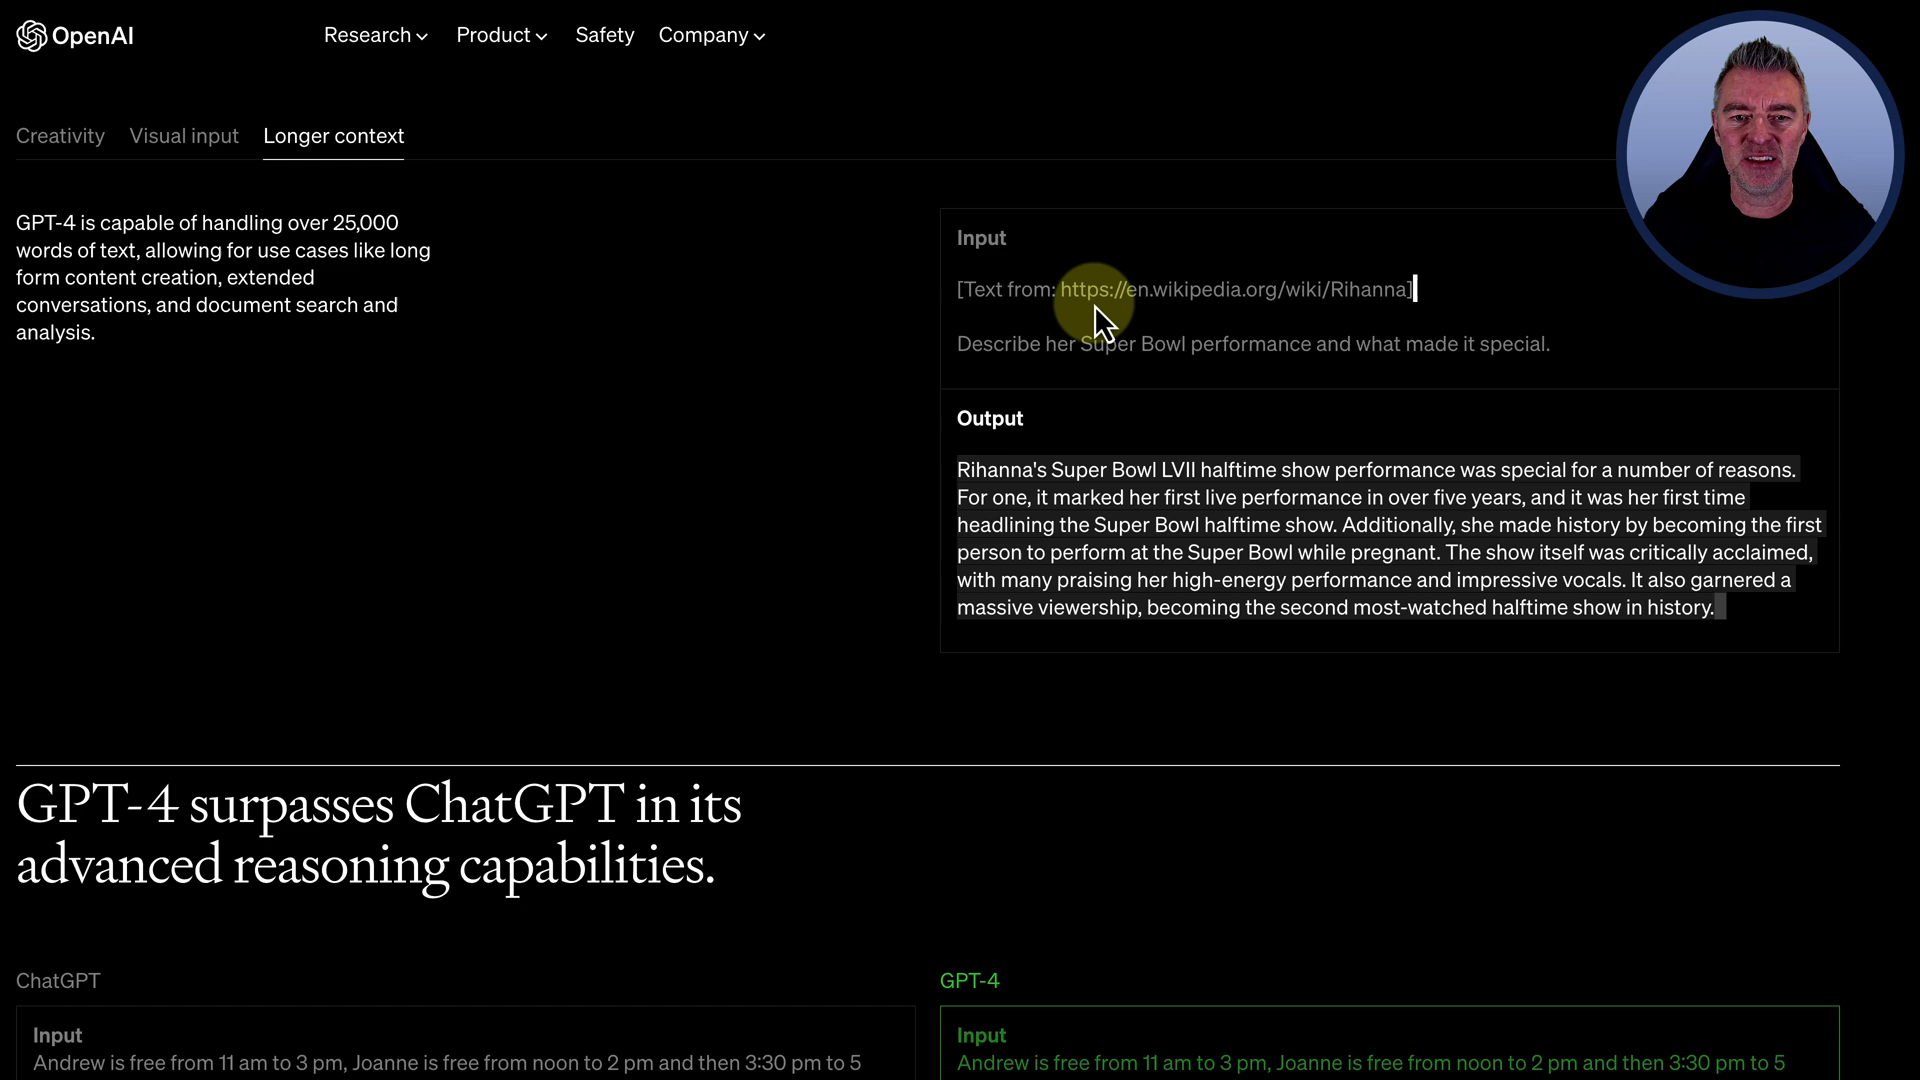 OpenAI
Research Product Safety Company
Creativity Visual input Longer context
GPT-4 is capable of handling over 25,000
words of text, allowing for use cases like long
form content creation, extended
conversations, and document search and
analysis.
Input
[Text from: https://en.wikipedia.org/wiki/Rihanna]
Describe her Super Bowl performance and what made it special.
Output
Rihanna's Super Bowl LVII halftime show performance was special for a number of reasons.
For one, it marked her first live performance in over five years, and it was her first time
headlining the Super Bowl halftime show. Additionally, she made history by becoming the first
person to perform at the Super Bowl while pregnant. The show itself was critically acclaimed,
with many praising her high-energy performance and impressive vocals. It also garnered a
massive viewership, becoming the second most-watched halftime show in history.
GPT-4 surpasses ChatGPT in its
advanced reasoning capabilities.
ChatGPT
Input
Andrew is free from 11 am to 3 pm, Joanne is free from noon to 2 pm and then 3:30 pm to 5
GPT-4
Input
Andrew is free from 11 am to 3 pm, Joanne is free from noon to 2 pm and then 3:30 pm to 5